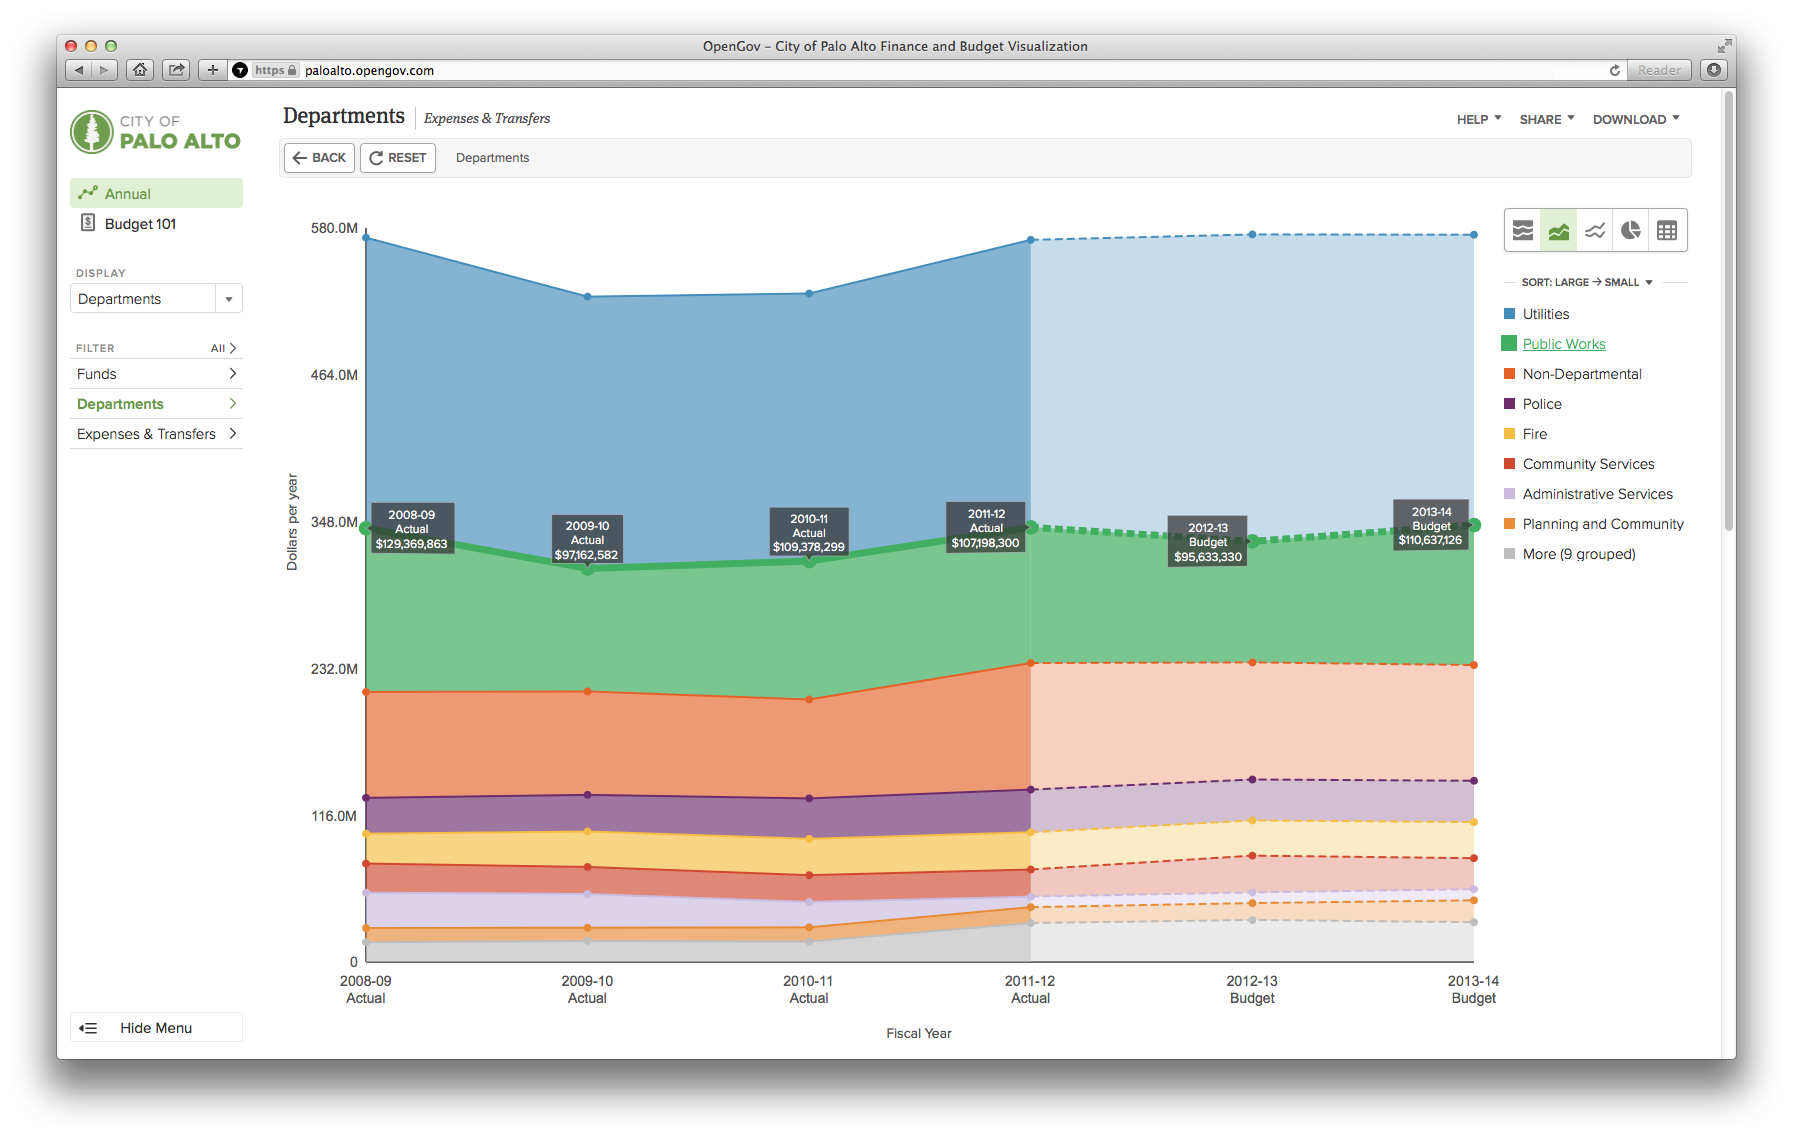 OpenGov – City of Palo Alto Finance and Budget Visualization
https paloalto.opengov.com
Reader
CITY OF
PALO ALTO
Annual
Budget 101
DISPLAY
Departments
FILTER All
Funds
Departments
Expenses & Transfers
Hide Menu
Departments Expenses & Transfers
HELP SHARE DOWNLOAD
BACK RESET Departments
580.0M
464.0M
348.0M
232.0M
116.0M
0
Dollars per year
2008-09
Actual
$129,369,863
2009-10
Actual
$97,162,582
2010-11
Actual
$109,378,299
2011-12
Actual
$107,198,300
2012-13
Budget
$95,633,330
2013-14
Budget
$110,637,126
2008-09
Actual
2009-10
Actual
2010-11
Actual
2011-12
Actual
2012-13
Budget
2013-14
Budget
Fiscal Year
SORT: LARGE → SMALL
Utilities
Public Works
Non-Departmental
Police
Fire
Community Services
Administrative Services
Planning and Community
More (9 grouped)